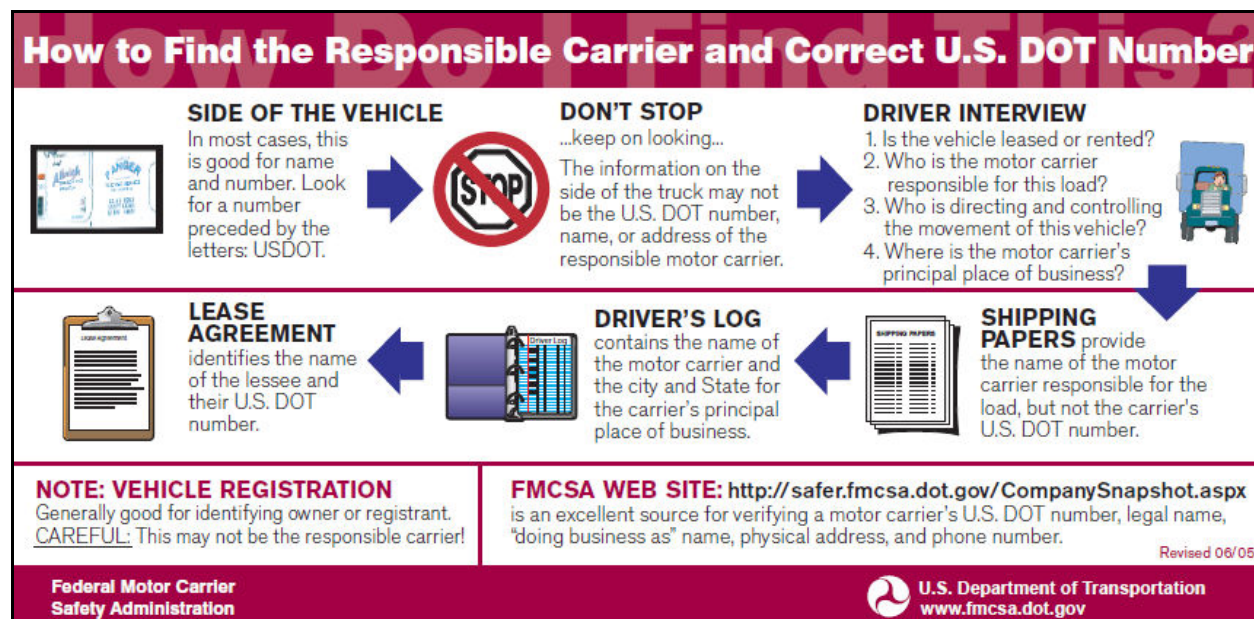 How to Find the Responsible Carrier and Correct U.S. DOT Number
How Do I Find This?
SIDE OF THE VEHICLE
In most cases, this
is good for name
and number. Look
for a number
preceded by the
letters: USDOT.
STOP
DON'T STOP
...keep on looking...
The information on the
side of the truck may not
be the U.S. DOT number,
name, or address of the
responsible motor carrier.
DRIVER INTERVIEW
1. Is the vehicle leased or rented?
2. Who is the motor carrier
responsible for this load?
3. Who is directing and controlling
the movement of this vehicle?
4. Where is the motor carrier's
principal place of business?
Lease Agreement
LEASE
AGREEMENT
identifies the name
of the lessee and
their U.S. DOT
number.
Driver Log
DRIVER'S LOG
contains the name of
the motor carrier and
the city and State for
the carrier's principal
place of business.
SHIPPING PAPERS
SHIPPING
PAPERS provide
the name of the motor
carrier responsible for the
load, but not the carrier's
U.S. DOT number.
NOTE: VEHICLE REGISTRATION
Generally good for identifying owner or registrant.
CAREFUL: This may not be the responsible carrier!
FMCSA WEB SITE: http://safer.fmcsa.dot.gov/CompanySnapshot.aspx
is an excellent source for verifying a motor carrier's U.S. DOT number, legal name,
"doing business as" name, physical address, and phone number.
Revised 06/05
Federal Motor Carrier
Safety Administration
U.S. Department of Transportation
www.fmcsa.dot.gov